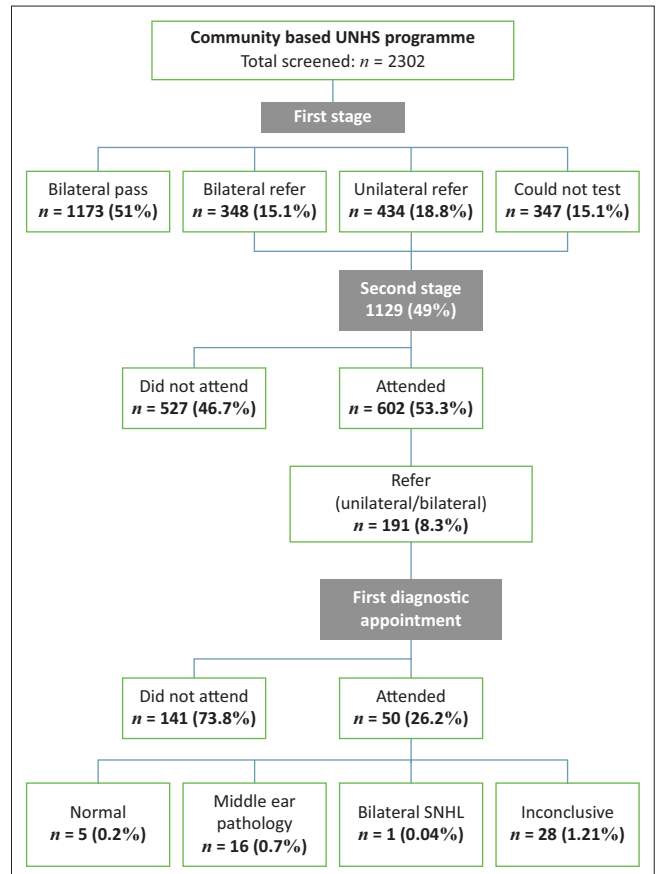 Community based UNHS programme
Total screened: n = 2302
First stage
Bilateral pass
n = 1173 (51%)
Bilateral refer
n = 348 (15.1%)
Unilateral refer
n = 434 (18.8%)
Could not test
n = 347 (15.1%)
Second stage
1129 (49%)
Did not attend
n = 527 (46.7%)
Attended
n = 602 (53.3%)
Refer
(unilateral/bilateral)
n = 191 (8.3%)
First diagnostic
appointment
Did not attend
n = 141 (73.8%)
Attended
n = 50 (26.2%)
Normal
n = 5 (0.2%)
Middle ear
pathology
n = 16 (0.7%)
Bilateral SNHL
n = 1 (0.04%)
Inconclusive
n = 28 (1.21%)